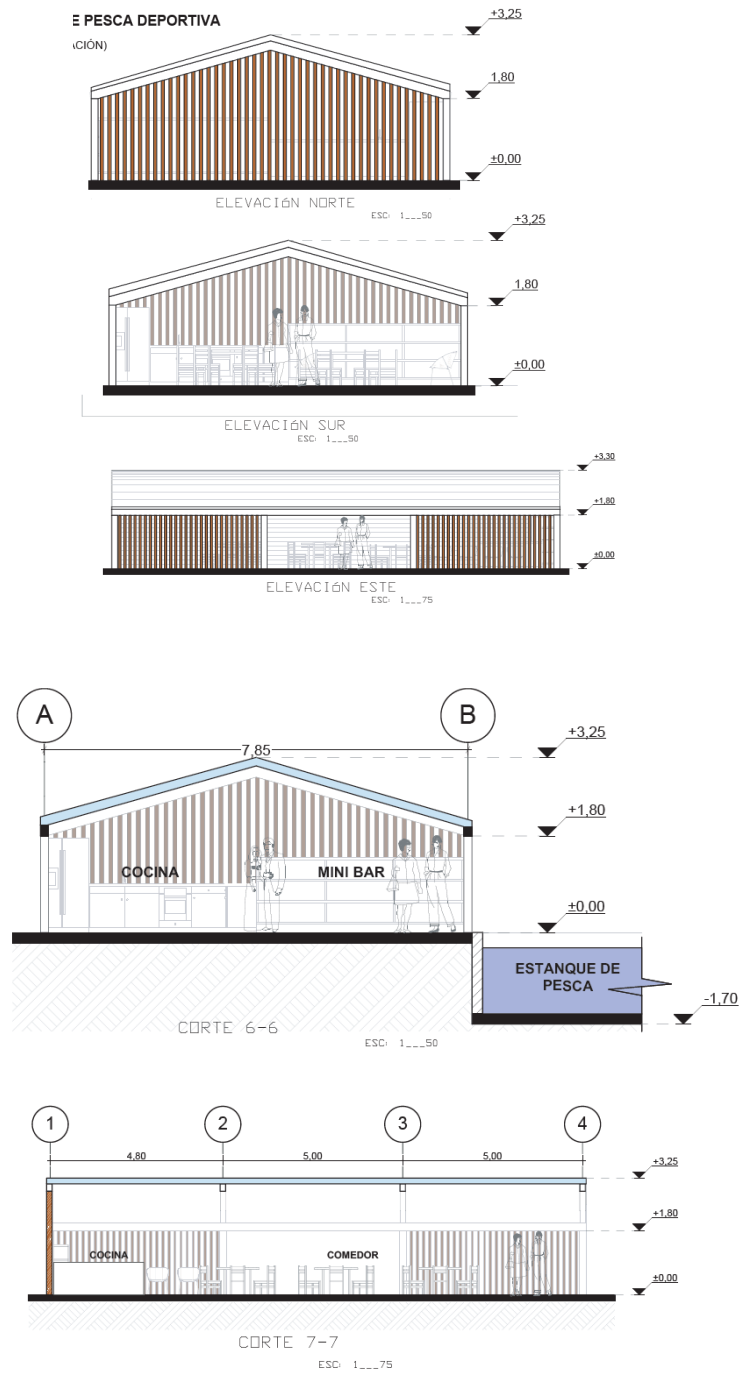 E PESCA DEPORTIVA
ACIÓN)
+3,25
1,80
±0,00
ELEVACIóN NORTE
ESC: 1___50
+3,25
1,80
±0,00
ELEVACIóN SUR
ESC: 1___50
+3,30
+1,80
±0,00
ELEVACIóN ESTE
ESC: 1___75
A
B
7,85
+3,25
+1,80
COCINA
MINI BAR
±0,00
ESTANQUE DE
PESCA
-1,70
CORTE 6-6
ESC: 1___50
1
2
3
4
4,80
5,00
5,00
+3,25
+1,80
COCINA
COMEDOR
±0,00
CORTE 7-7
ESC: 1___75